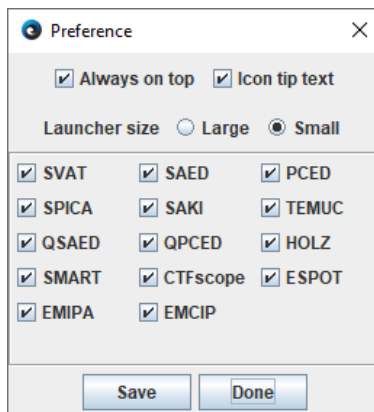 Preference
Always on top Icon tip text
Launcher size Large Small
SVAT SAED PCED
SPICA SAKI TEMUC
QSAED QPCED HOLZ
SMART CTFscope ESPOT
EMIPA EMCIP
Save Done